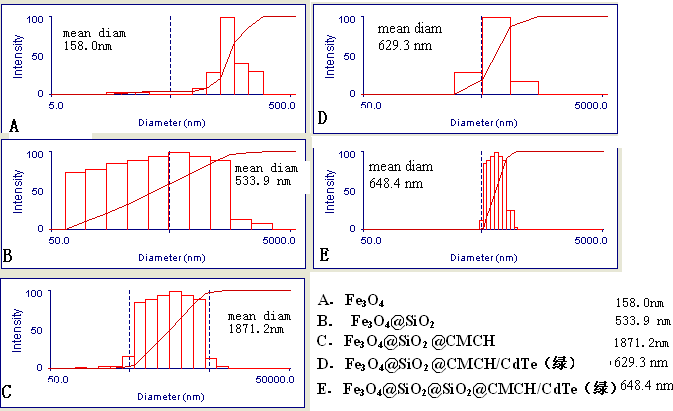 100
50
0
Intensity
mean diam
158.0nm
5.0
500.0
Diameter (nm)
A
100
50
0
Intensity
mean diam
629.3 nm
50.0
5000.0
Diameter (nm)
D
100
50
0
Intensity
mean diam
533.9 nm
50.0
5000.0
Diameter (nm)
B
100
50
0
Intensity
mean diam
648.4 nm
50.0
5000.0
Diameter (nm)
E
100
50
0
Intensity
mean diam
1871.2nm
50.0
50000.0
Diameter (nm)
C
A. Fe₃O₄ 158.0nm
B. Fe₃O₄@SiO₂ 533.9 nm
C. Fe₃O₄@SiO₂ @CMCH 1871.2nm
D. Fe₃O₄@SiO₂ @CMCH/CdTe（绿） 629.3 nm
E. Fe₃O₄@SiO₂@SiO₂@CMCH/CdTe（绿） 648.4 nm